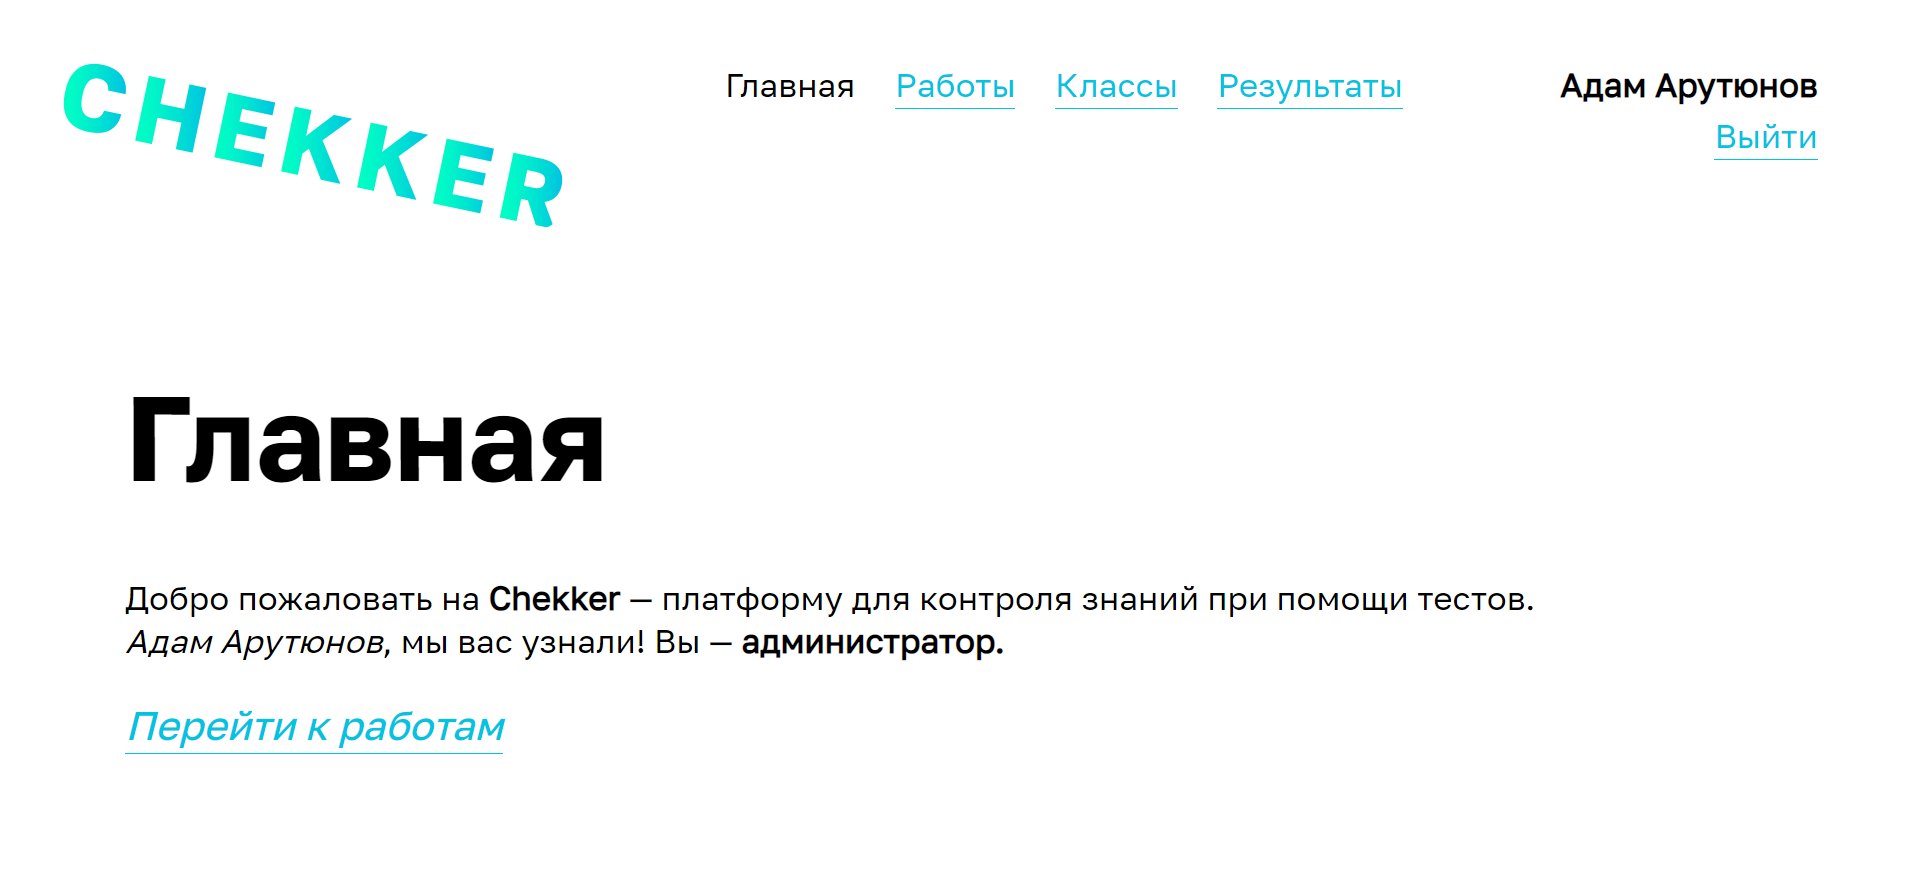 CHEKKER
Главная Работы Классы Результаты
Адам Арутюнов
Выйти
Главная
Добро пожаловать на Chekker — платформу для контроля знаний при помощи тестов.
Адам Арутюнов, мы вас узнали! Вы — администратор.
Перейти к работам